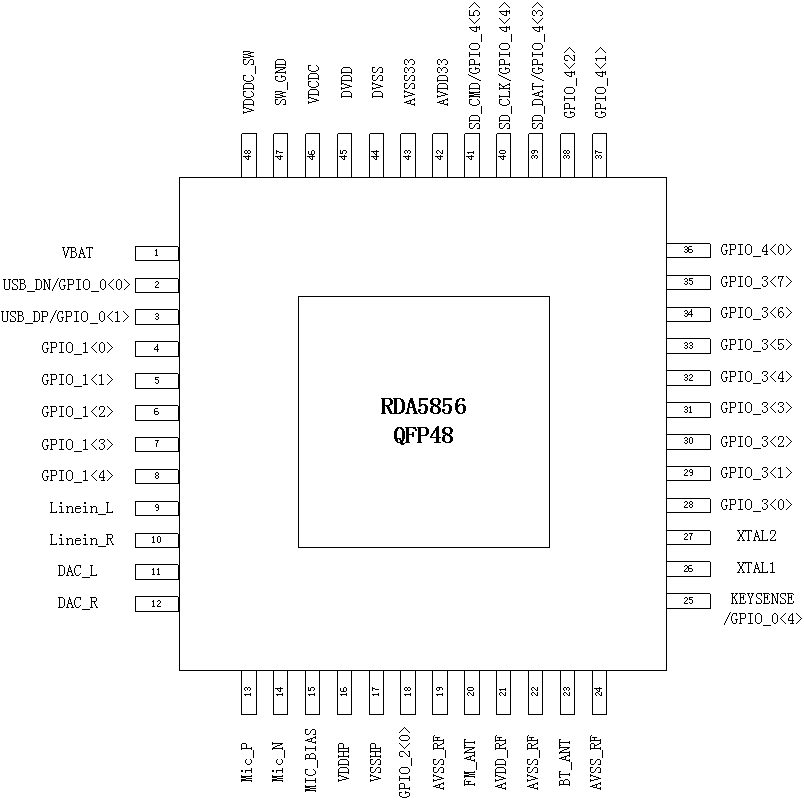 VDCDC_SW
SW_GND
VDCDC
DVDD
DVSS
AVSS33
AVDD33
SD_CMD/GPIO_4<5>
SD_CLK/GPIO_4<4>
SD_DAT/GPIO_4<3>
GPIO_4<2>
GPIO_4<1>
48
47
46
45
44
43
42
41
40
39
38
37
VBAT
1
USB_DN/GPIO_0<0>
2
USB_DP/GPIO_0<1>
3
GPIO_1<0>
4
GPIO_1<1>
5
GPIO_1<2>
6
GPIO_1<3>
7
GPIO_1<4>
8
Linein_L
9
Linein_R
10
DAC_L
11
DAC_R
12
RDA5856
QFP48
36
GPIO_4<0>
35
GPIO_3<7>
34
GPIO_3<6>
33
GPIO_3<5>
32
GPIO_3<4>
31
GPIO_3<3>
30
GPIO_3<2>
29
GPIO_3<1>
28
GPIO_3<0>
27
XTAL2
26
XTAL1
25
KEYSENSE
/GPIO_0<4>
13
14
15
16
17
18
19
20
21
22
23
24
Mic_P
Mic_N
MIC_BIAS
VDDHP
VSSHP
GPIO_2<0>
AVSS_RF
FM_ANT
AVDD_RF
AVSS_RF
BT_ANT
AVSS_RF